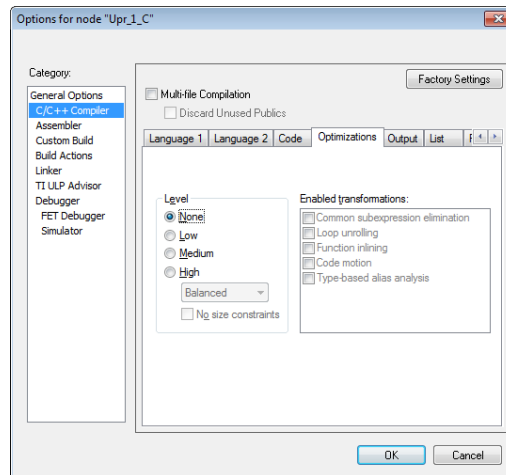 Options for node "Upr_1_C"
Category:
General Options
C/C++ Compiler
Assembler
Custom Build
Build Actions
Linker
TI ULP Advisor
Debugger
FET Debugger
Simulator
Factory Settings
Multi-file Compilation
Discard Unused Publics
Language 1 Language 2 Code Optimizations Output List
Level
None
Low
Medium
High
Balanced
No size constraints
Enabled transformations:
Common subexpression elimination
Loop unrolling
Function inlining
Code motion
Type-based alias analysis
OK Cancel